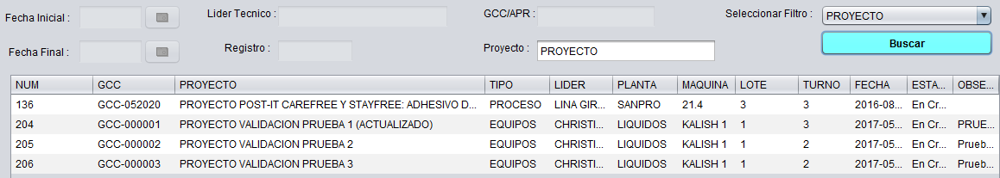 Fecha Inicial : Lider Tecnico : GCC/APR : Seleccionar Filtro : PROYECTO
Fecha Final : Registro : Proyecto : PROYECTO Buscar
NUM GCC PROYECTO TIPO LIDER PLANTA MAQUINA LOTE TURNO FECHA ESTA... OBSE...
136 GCC-052020 PROYECTO POST-IT CAREFREE Y STAYFREE: ADHESIVO D... PROCESO LINA GIR... SANPRO 21.4 3 3 2016-08... En Cr...
204 GCC-000001 PROYECTO VALIDACION PRUEBA 1 (ACTUALIZADO) EQUIPOS CHRISTI... LIQUIDOS KALISH 1 1 3 2017-05... En Cr... PRUE...
205 GCC-000002 PROYECTO VALIDACION PRUEBA 2 EQUIPOS CHRISTI... LIQUIDOS KALISH 1 1 2 2017-05... En Cr... Prueb...
206 GCC-000003 PROYECTO VALIDACION PRUEBA 3 EQUIPOS CHRISTI... LIQUIDOS KALISH 1 1 2 2017-05... En Cr... Prueb...